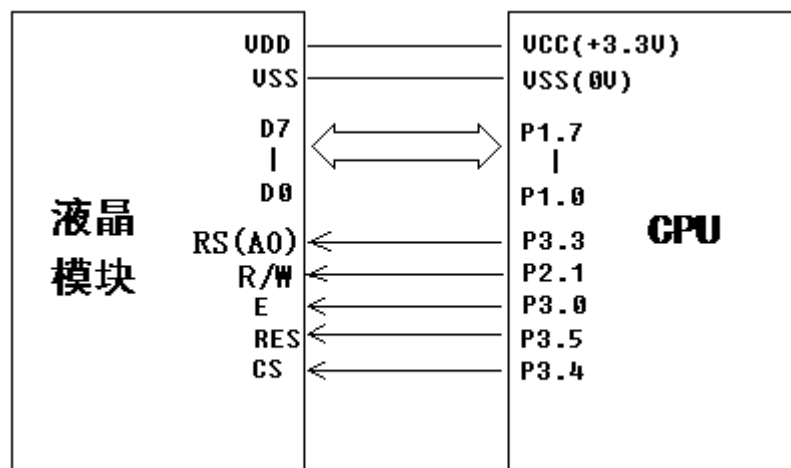 VDD VCC(+3.3V)
VSS VSS(0V)
D7 P1.7
D0 P1.0
液晶
模块
CPU
RS(A0) P3.3
R/W P2.1
E P3.0
RES P3.5
CS P3.4